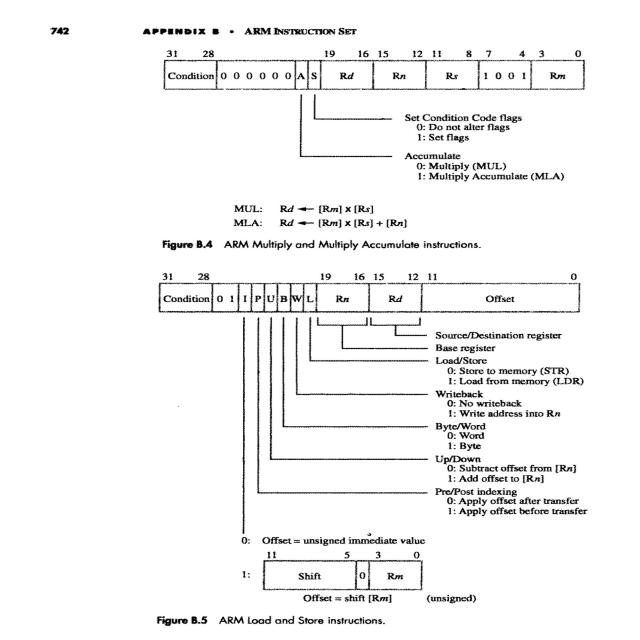 742 APPENDIX B • ARM INSTRUCTION SET
31 28 19 16 15 12 11 8 7 4 3 0
Condition 0 0 0 0 0 0 A S Rd Rn Rs 1 0 0 1 Rm
Set Condition Code flags
0: Do not alter flags
1: Set flags
Accumulate
0: Multiply (MUL)
1: Multiply Accumulate (MLA)
MUL: Rd ← [Rm] x [Rs]
MLA: Rd ← [Rm] x [Rs] + [Rn]
Figure B.4 ARM Multiply and Multiply Accumulate instructions.
31 28 19 16 15 12 11 0
Condition 0 1 I P U B W L Rn Rd Offset
Source/Destination register
Base register
Load/Store
0: Store to memory (STR)
1: Load from memory (LDR)
Writeback
0: No writeback
1: Write address into Rn
Byte/Word
0: Word
1: Byte
Up/Down
0: Subtract offset from [Rn]
1: Add offset to [Rn]
Pre/Post indexing
0: Apply offset after transfer
1: Apply offset before transfer
0: Offset = unsigned immediate value
11 5 3 0
1: Shift 0 Rm
Offset = shift [Rm] (unsigned)
Figure B.5 ARM Load and Store instructions.